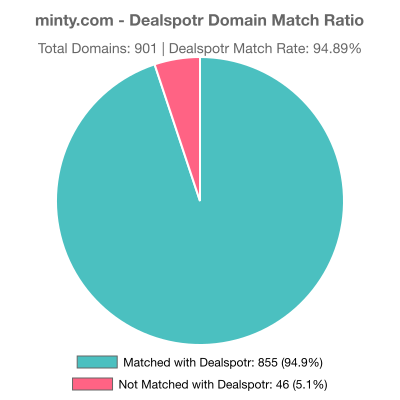 minty.com - Dealspotr Domain Match Ratio
Total Domains: 901 | Dealspotr Match Rate: 94.89%
Matched with Dealspotr: 855 (94.9%)
Not Matched with Dealspotr: 46 (5.1%)